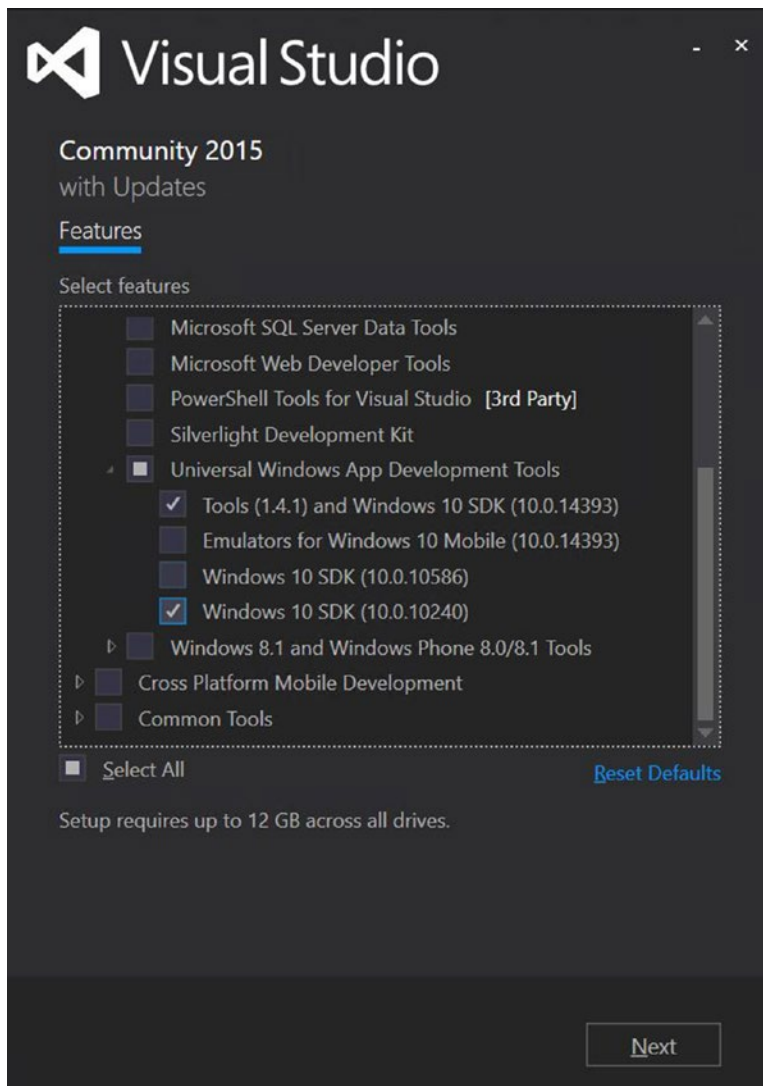 Visual Studio
Community 2015
with Updates
Features
Select features
Microsoft SQL Server Data Tools
Microsoft Web Developer Tools
PowerShell Tools for Visual Studio [3rd Party]
Silverlight Development Kit
Universal Windows App Development Tools
Tools (1.4.1) and Windows 10 SDK (10.0.14393)
Emulators for Windows 10 Mobile (10.0.14393)
Windows 10 SDK (10.0.10586)
Windows 10 SDK (10.0.10240)
Windows 8.1 and Windows Phone 8.0/8.1 Tools
Cross Platform Mobile Development
Common Tools
Select All Reset Defaults
Setup requires up to 12 GB across all drives.
Next